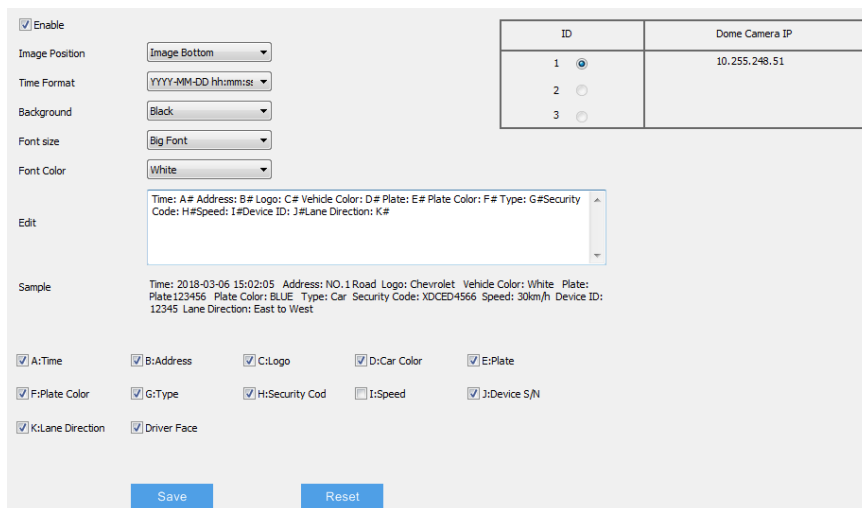 Enable
Image Position Image Bottom
Time Format YYYY-MM-DD hh:mm:s
Background Black
Font size Big Font
Font Color White
ID Dome Camera IP
1 10.255.248.51
2
3
Edit
Time: A# Address: B# Logo: C# Vehicle Color: D# Plate: E# Plate Color: F# Type: G#Security
Code: H#Speed: I#Device ID: J#Lane Direction: K#
Sample
Time: 2018-03-06 15:02:05 Address: NO.1 Road Logo: Chevrolet Vehicle Color: White Plate:
Plate123456 Plate Color: BLUE Type: Car Security Code: XDCED4566 Speed: 30km/h Device ID:
12345 Lane Direction: East to West
A:Time B:Address C:Logo D:Car Color E:Plate
F:Plate Color G:Type H:Security Cod I:Speed J:Device S/N
K:Lane Direction Driver Face
Save Reset